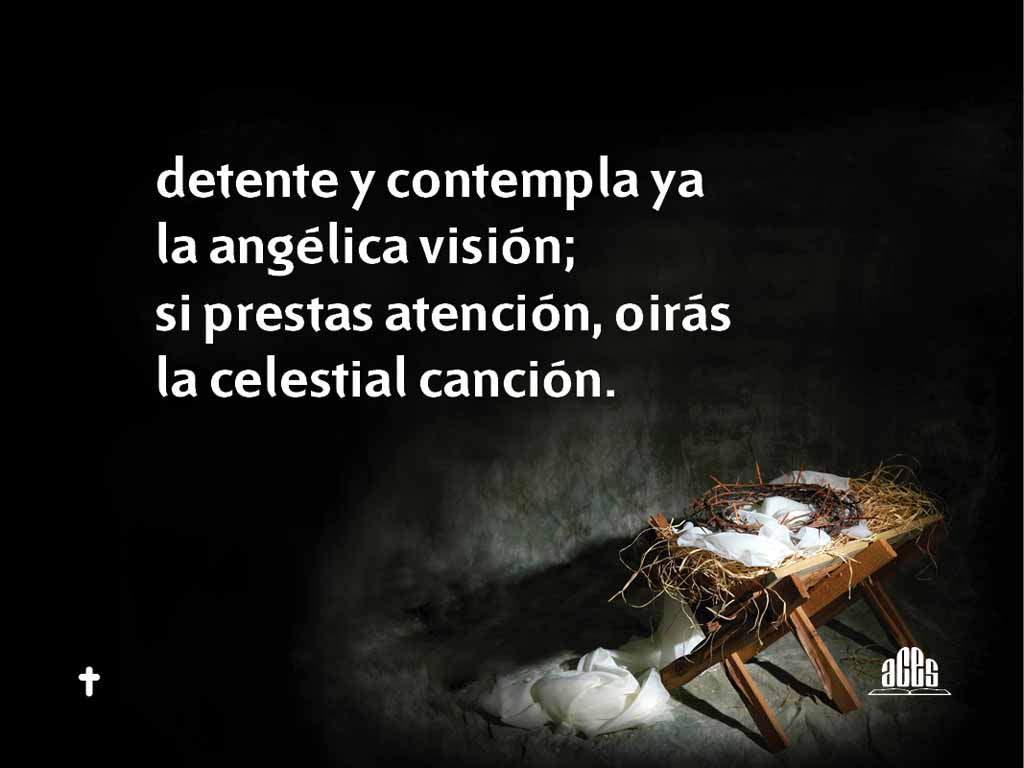 detente y contempla ya
la angélica visión;
si prestas atención, oirás
la celestial canción.
aces